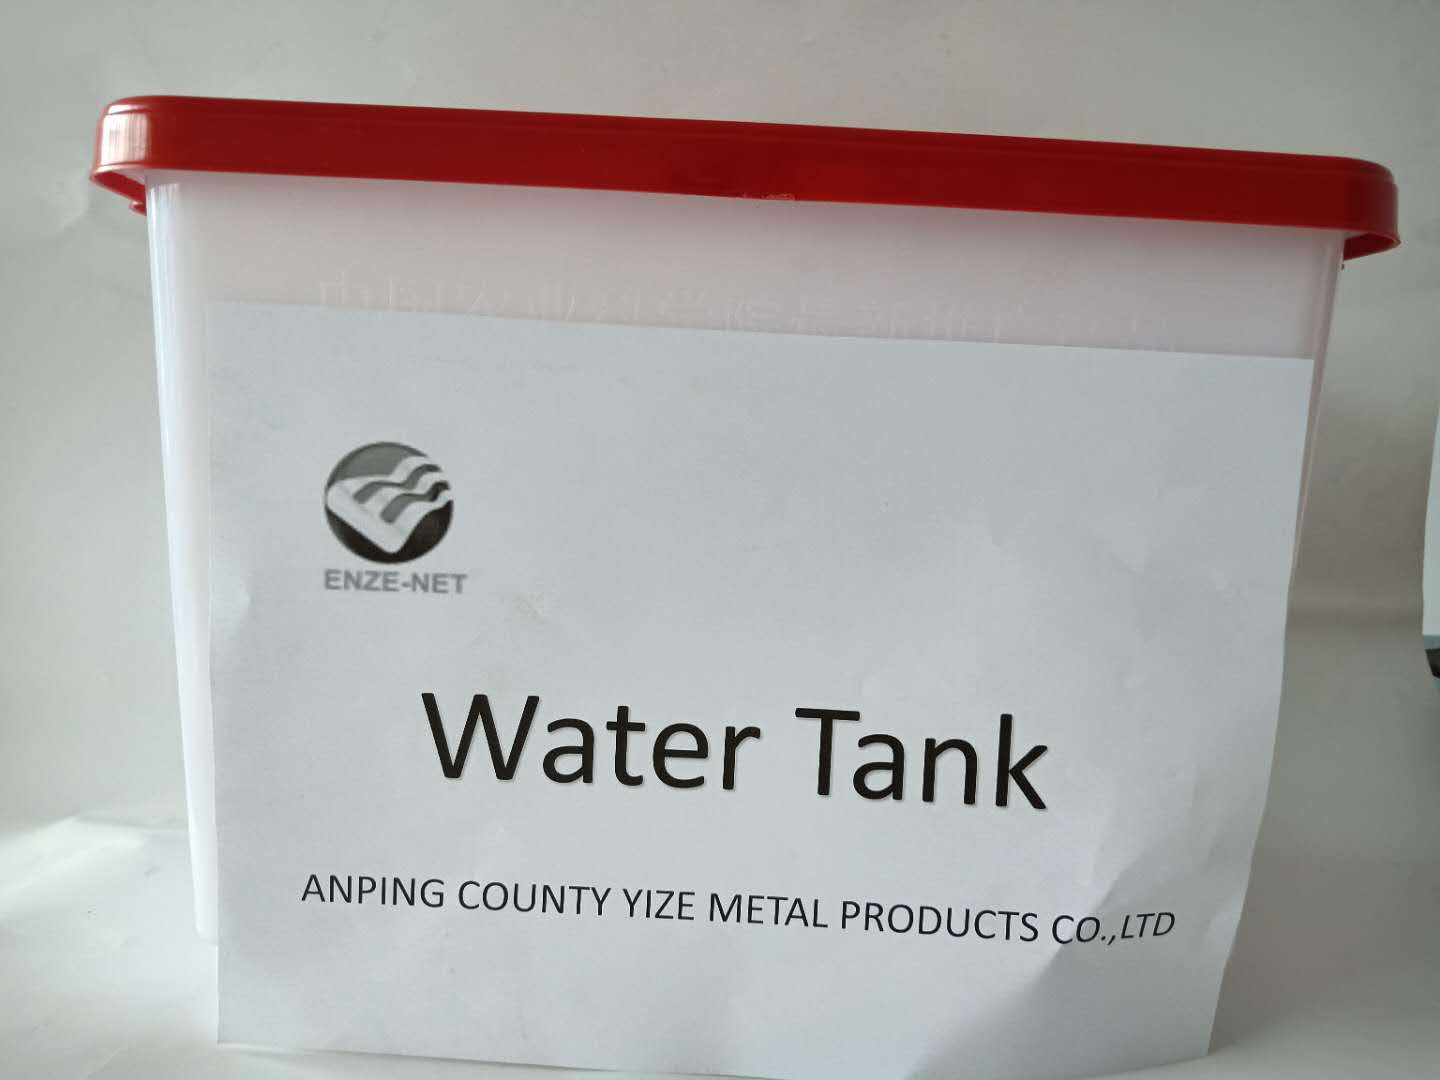 ENZE-NET
Water Tank
ANPING COUNTY YIZE METAL PRODUCTS CO.,LTD